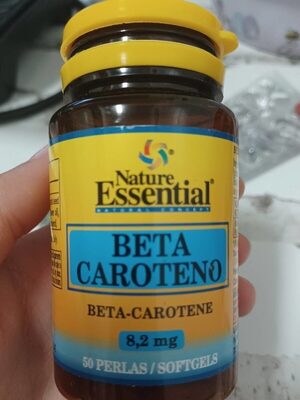 Nature
Essential®
NATURAL CONCEPT
BETA
CAROTENO
BETA-CAROTENE
8,2 mg
50 PERLAS / SOFTGELS